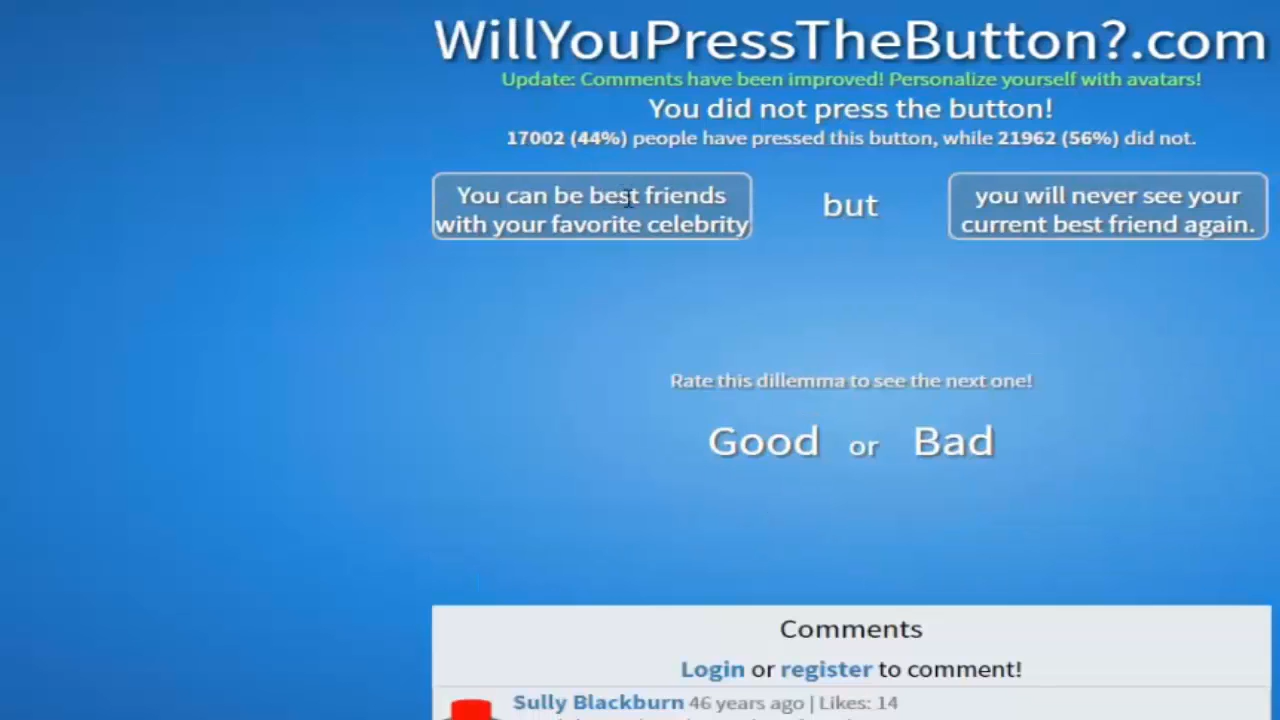 WillYouPressTheButton?.com
Update: Comments have been improved! Personalize yourself with avatars!
You did not press the button!
17002 (44%) people have pressed this button, while 21962 (56%) did not.
You can be best friends
with your favorite celebrity
but
you will never see your
current best friend again.
Rate this dillemma to see the next one!
Good or Bad
Comments
Login or register to comment!
Sully Blackburn 46 years ago | Likes: 14